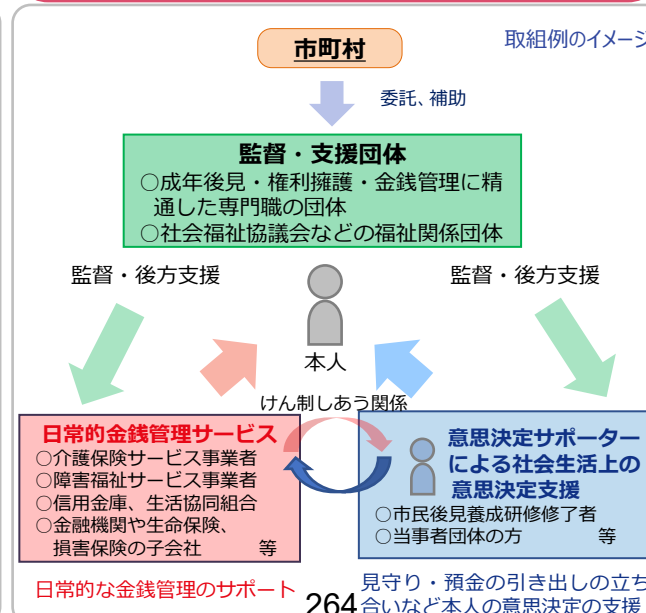 取組例のイメージ
市町村
委託、補助
監督・支援団体
○成年後見・権利擁護・金銭管理に精
通した専門職の団体
○社会福祉協議会などの福祉関係団体
監督・後方支援
監督・後方支援
本人
けん制しあう関係
日常的金銭管理サービス
○介護保険サービス事業者
○障害福祉サービス事業者
○信用金庫、生活協同組合
○金融機関や生命保険、
損害保険の子会社 等
意思決定サポーター
による社会生活上の
意思決定支援
○市民後見養成研修修了者
○当事者団体の方 等
日常的な金銭管理のサポート
264
見守り・預金の引き出しの立ち
合いなど本人の意思決定の支援